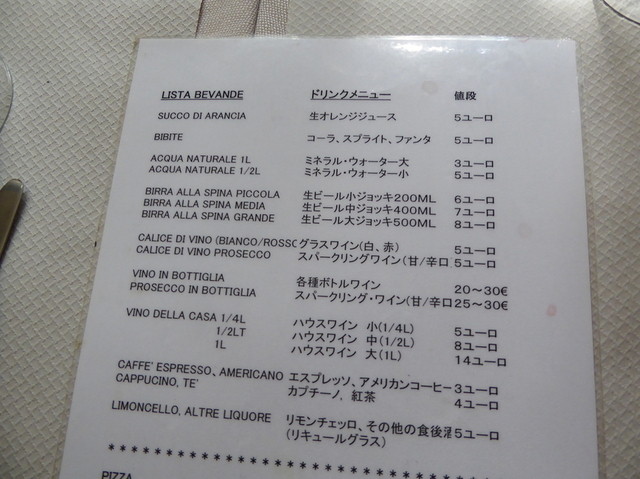 LISTA BEVANDE ドリンクメニュー 値段
SUCCO DI ARANCIA 生オレンジジュース 5ユーロ
BIBITE コーラ、スプライト、ファンタ 5ユーロ
ACQUA NATURALE 1L ミネラル・ウォーター大 3ユーロ
ACQUA NATURALE 1/2L ミネラル・ウォーター小 5ユーロ
BIRRA ALLA SPINA PICCOLA 生ビール小ジョッキ200ML 6ユーロ
BIRRA ALLA SPINA MEDIA 生ビール中ジョッキ400ML 7ユーロ
BIRRA ALLA SPINA GRANDE 生ビール大ジョッキ500ML 8ユーロ
CALICE DI VINO (BIANCO/ROSSO グラスワイン(白、赤) 5ユーロ
CALICE DI VINO PROSECCO スパークリングワイン(甘/辛口 5ユーロ
VINO IN BOTTIGLIA 各種ボトルワイン 20～30€
PROSECCO IN BOTTIGLIA スパークリング・ワイン(甘/辛口 25～30€
VINO DELLA CASA 1/4L ハウスワイン 小(1/4L) 5ユーロ
1/2LT ハウスワイン 中(1/2L) 8ユーロ
1L ハウスワイン 大(1L) 14ユーロ
CAFFE' ESPRESSO, AMERICANO エスプレッソ、アメリカンコーヒー 3ユーロ
CAPPUCINO, TE' カプチーノ, 紅茶 4ユーロ
LIMONCELLO, ALTRE LIQUORE リモンチェッロ、その他の食後酒 5ユーロ
(リキュールグラス)
* * * * * * * * * * * * * * * * * * * * * * * * * * * * * *
PIZZA